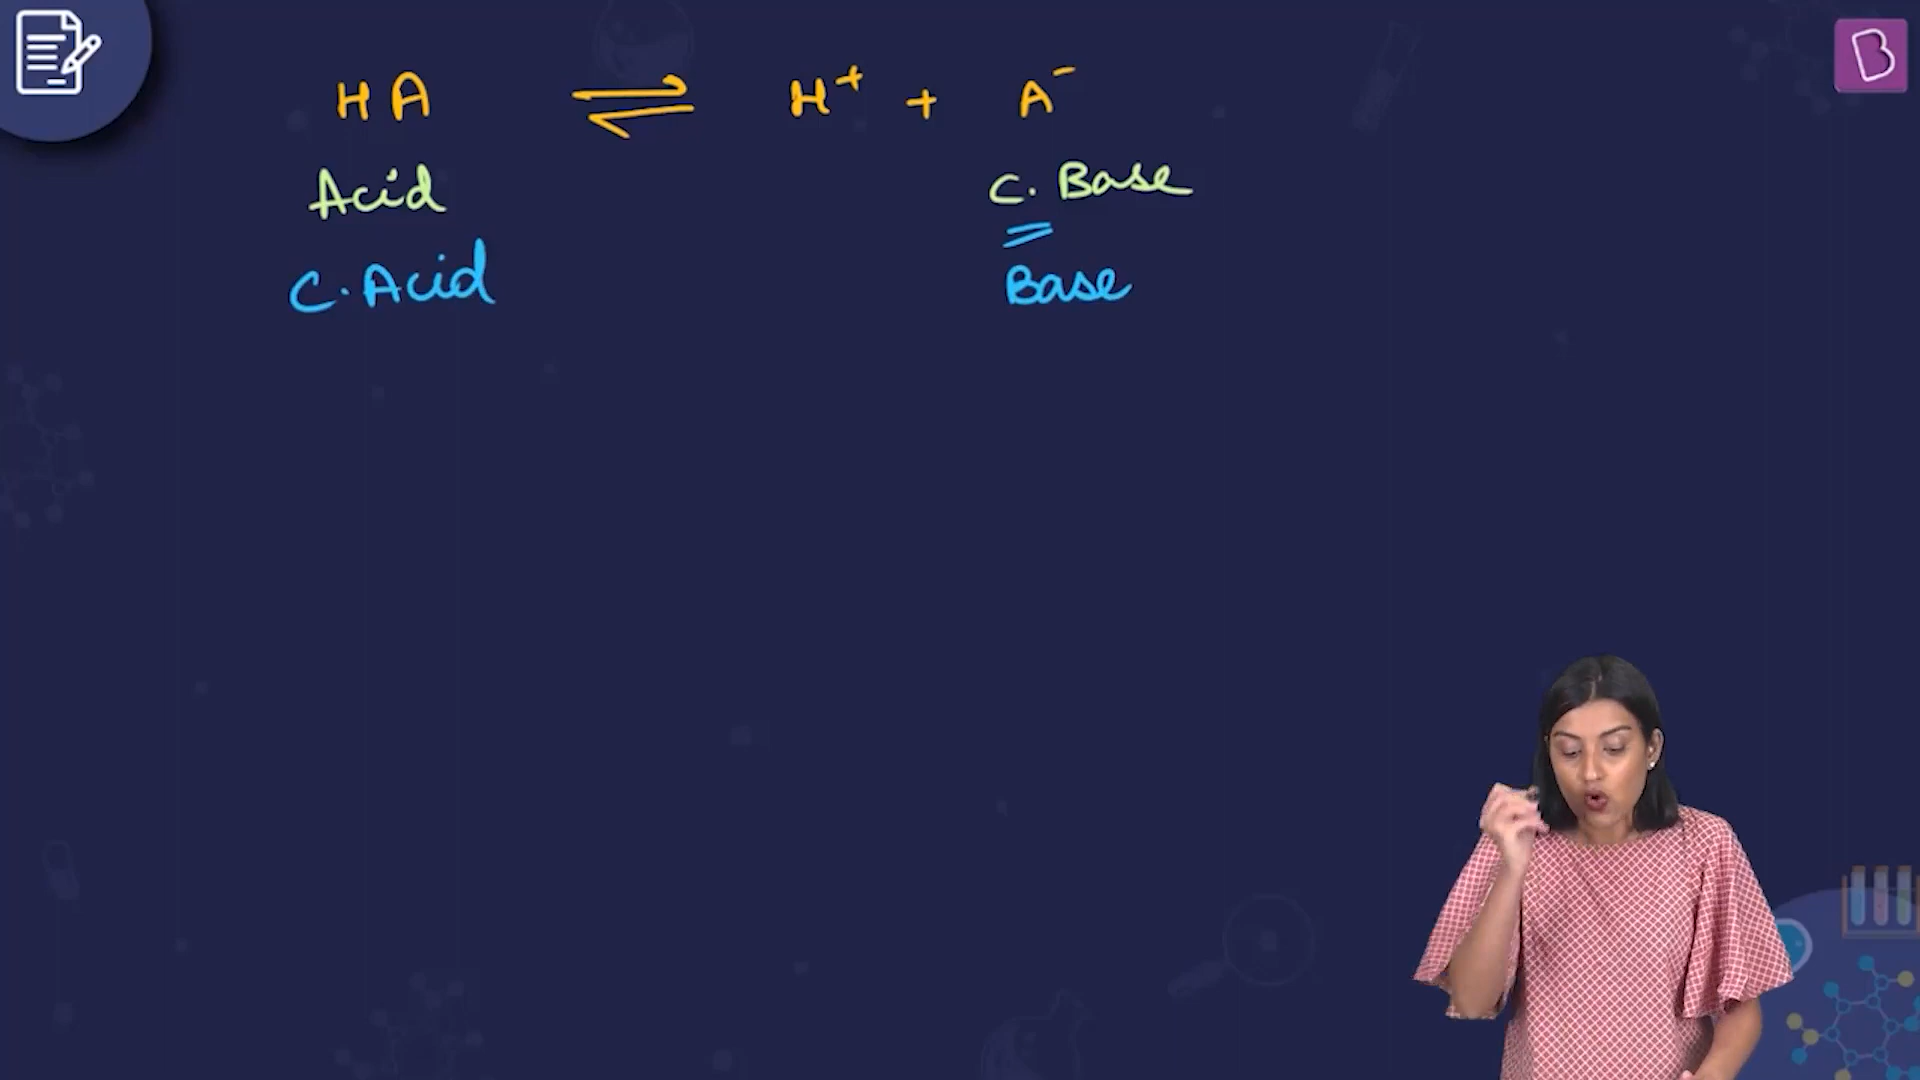 HA ⇌ H⁺ + A⁻
Acid C. Base
C. Acid Base
B